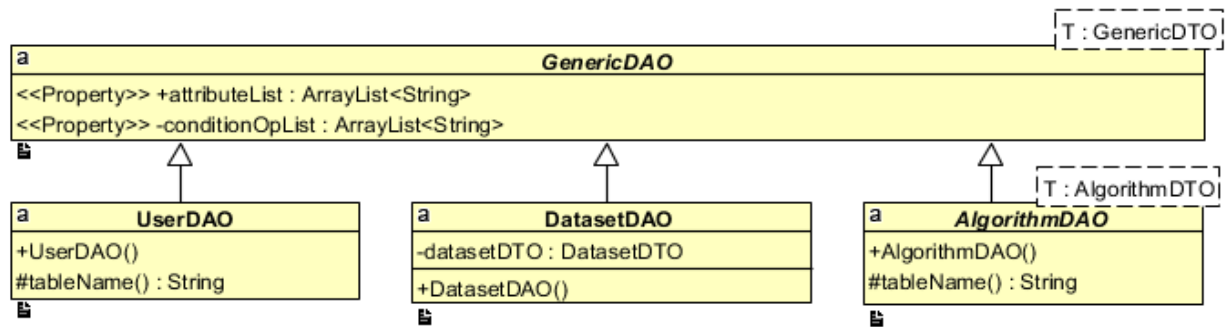 T : GenericDTO
a
GenericDAO
<<Property>> +attributeList : ArrayList<String>
<<Property>> -conditionOpList : ArrayList<String>
T : AlgorithmDTO
a
UserDAO
+UserDAO()
#tableName() : String
a
DatasetDAO
-datasetDTO : DatasetDTO
+DatasetDAO()
a
AlgorithmDAO
+AlgorithmDAO()
#tableName() : String